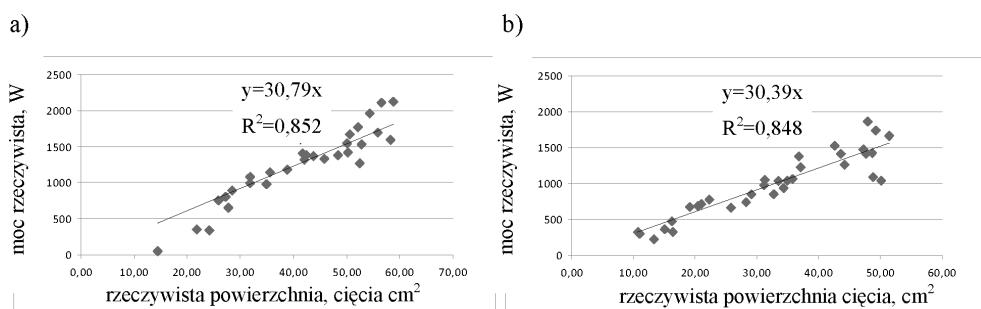 a)
moc rzeczywista, W
2500
2000
1500
1000
500
0
y=30,79x
R²=0,852
0,00 10,00 20,00 30,00 40,00 50,00 60,00 70,00
rzeczywista powierzchnia, cięcia cm²
b)
moc rzeczywista, W
2500
2000
1500
1000
500
0
y=30,39x
R²=0,848
0,00 10,00 20,00 30,00 40,00 50,00 60,00
rzeczywista powierzchnia cięcia, cm²